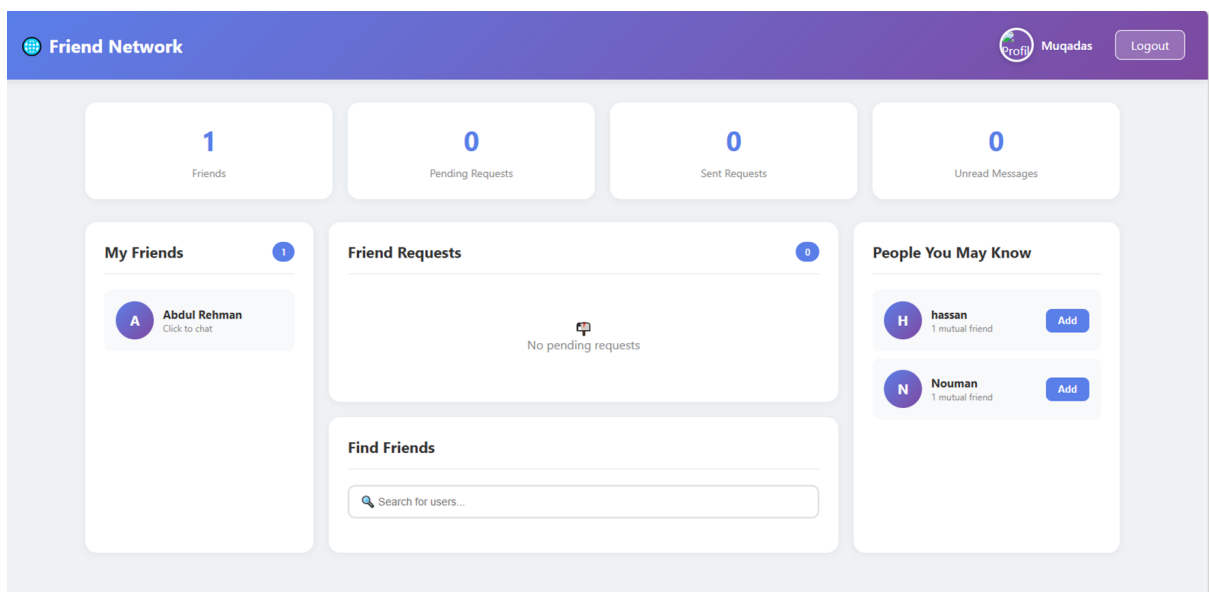 Friend Network
Profil
Muqadas
Logout
1
Friends
0
Pending Requests
0
Sent Requests
0
Unread Messages
My Friends
1
A
Abdul Rehman
Click to chat
Friend Requests
0
No pending requests
Find Friends
Search for users...
People You May Know
H
hassan
1 mutual friend
Add
N
Nouman
1 mutual friend
Add